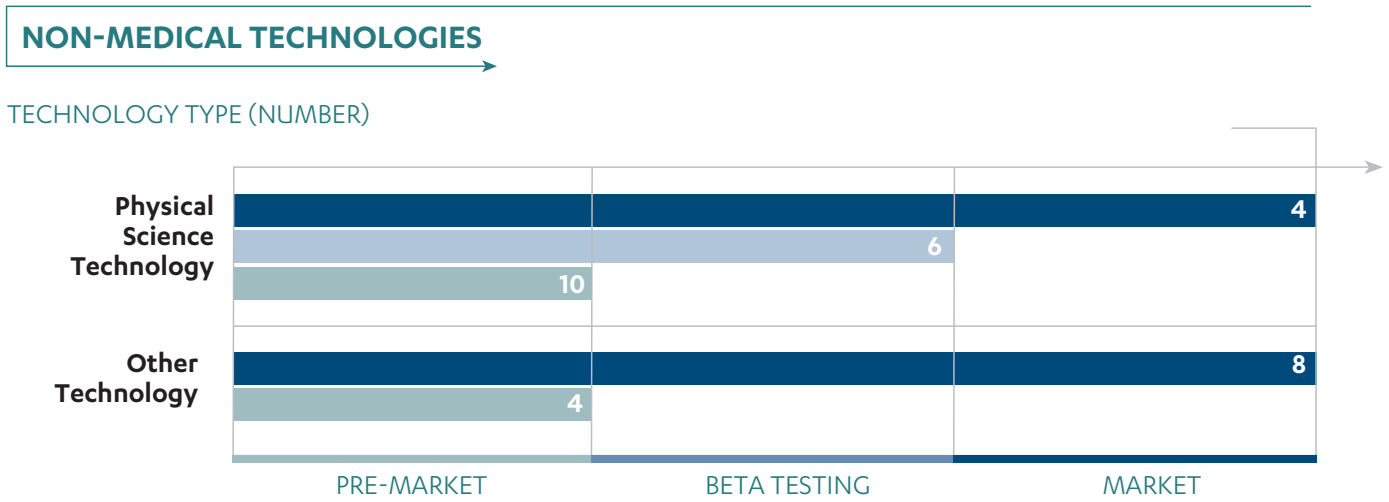 NON-MEDICAL TECHNOLOGIES
TECHNOLOGY TYPE (NUMBER)
Physical
Science
Technology
4
6
10
Other
Technology
8
4
PRE-MARKET
BETA TESTING
MARKET